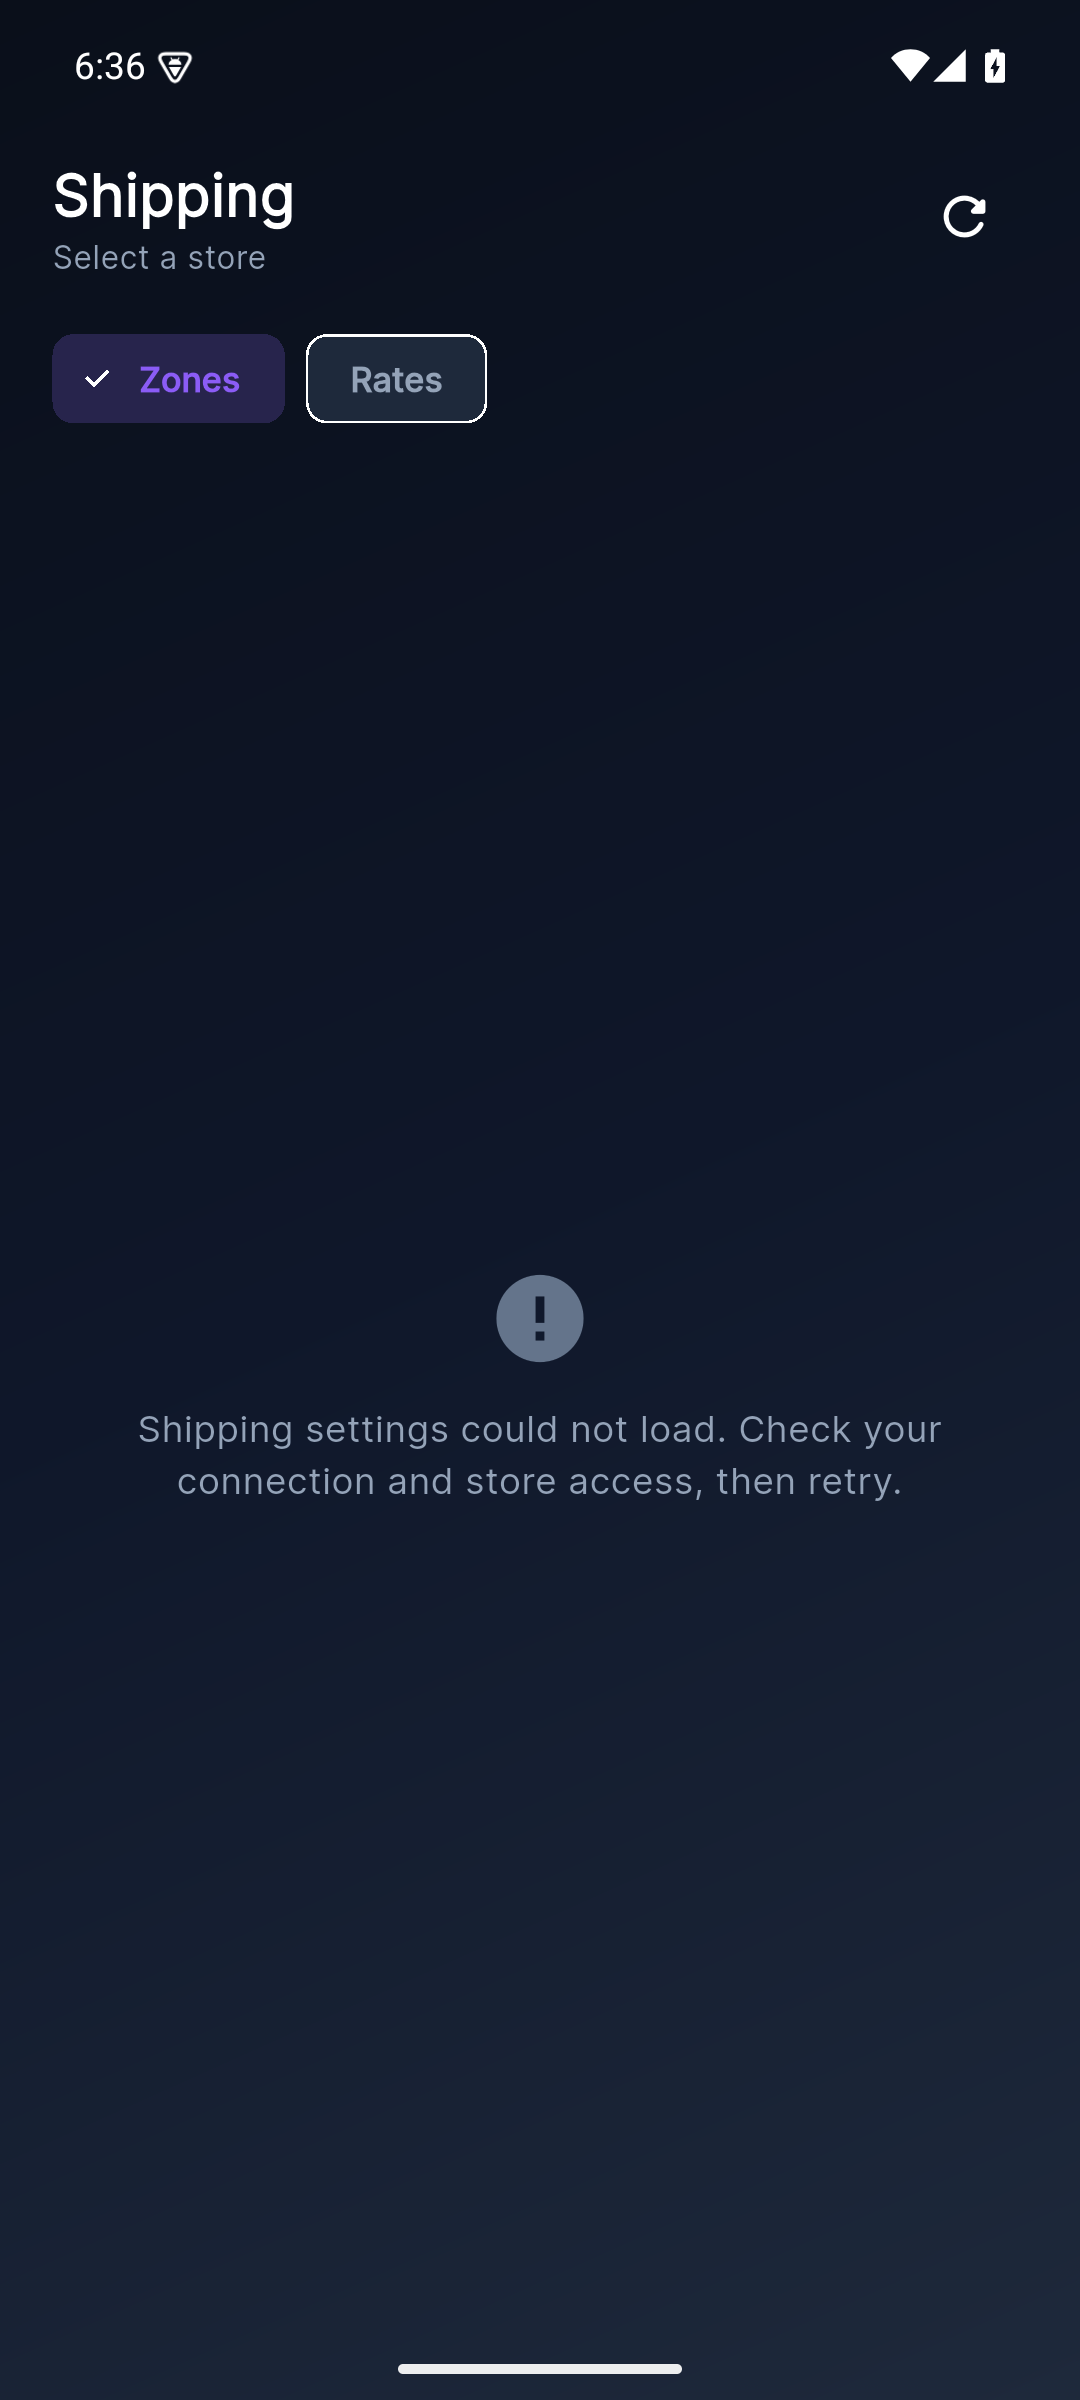 6:36
Shipping
Select a store
Zones
Rates
Shipping settings could not load. Check your
connection and store access, then retry.